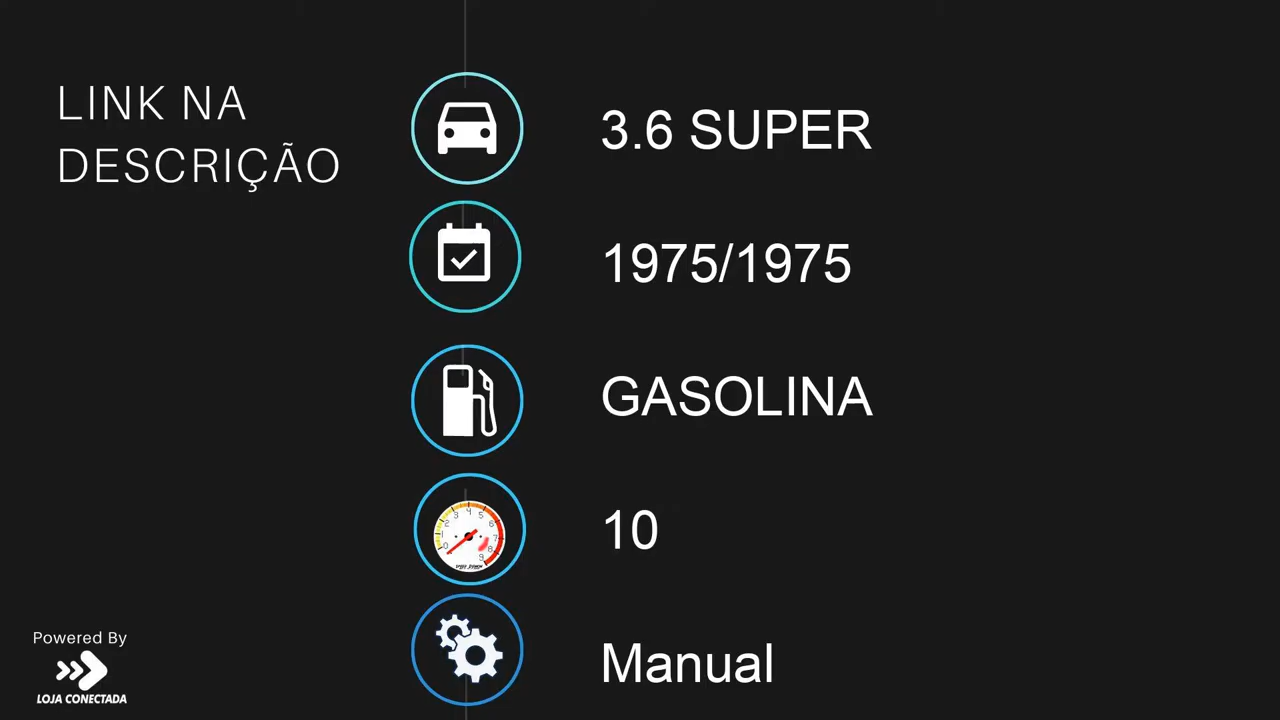 LINK NA
DESCRIÇÃO
3.6 SUPER
1975/1975
GASOLINA
10
Manual
Powered By
LOJA CONECTADA